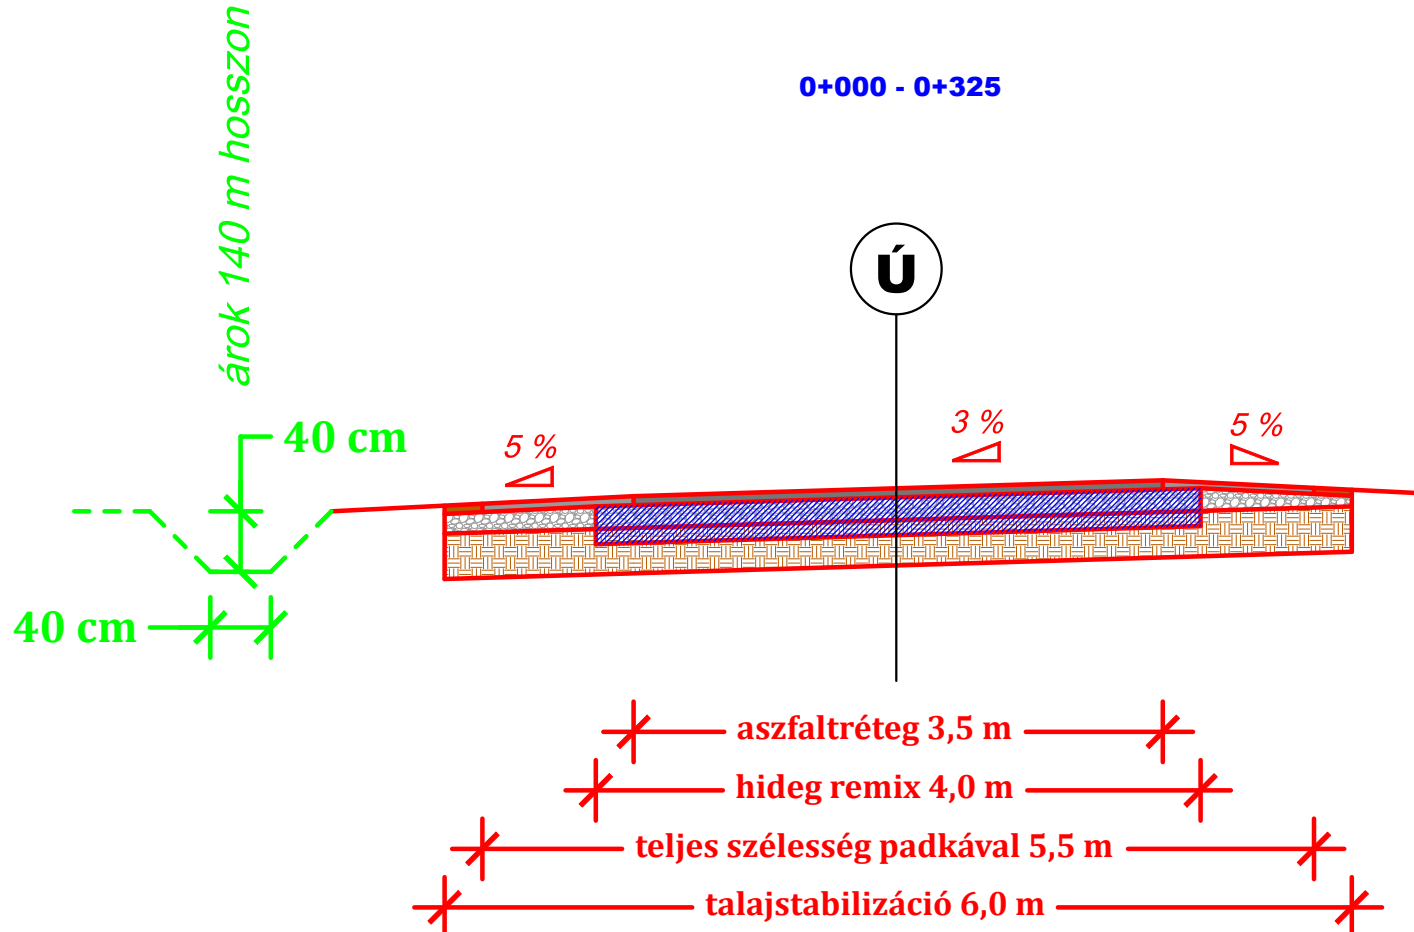 árok 140 m hosszon
0+000 - 0+325
Ú
40 cm
5 %
3 %
5 %
40 cm
aszfaltréteg 3,5 m
hideg remix 4,0 m
teljes szélesség padkával 5,5 m
talajstabilizáció 6,0 m